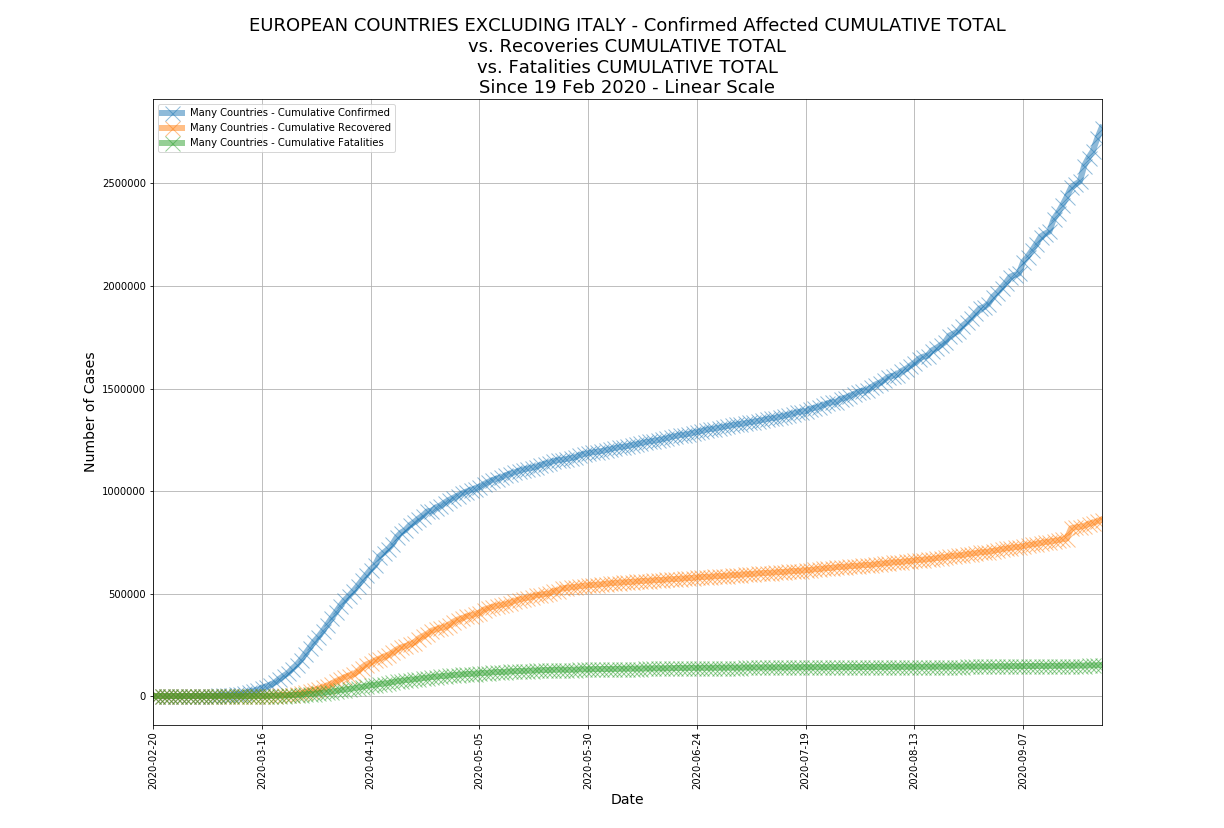 EUROPEAN COUNTRIES EXCLUDING ITALY - Confirmed Affected CUMULATIVE TOTAL
vs. Recoveries CUMULATIVE TOTAL
vs. Fatalities CUMULATIVE TOTAL
Since 19 Feb 2020 - Linear Scale
Many Countries - Cumulative Confirmed
Many Countries - Cumulative Recovered
Many Countries - Cumulative Fatalities
Number of Cases
2500000
2000000
1500000
1000000
500000
0
2020-02-20
2020-03-16
2020-04-10
2020-05-05
2020-05-30
2020-06-24
2020-07-19
2020-08-13
2020-09-07
Date